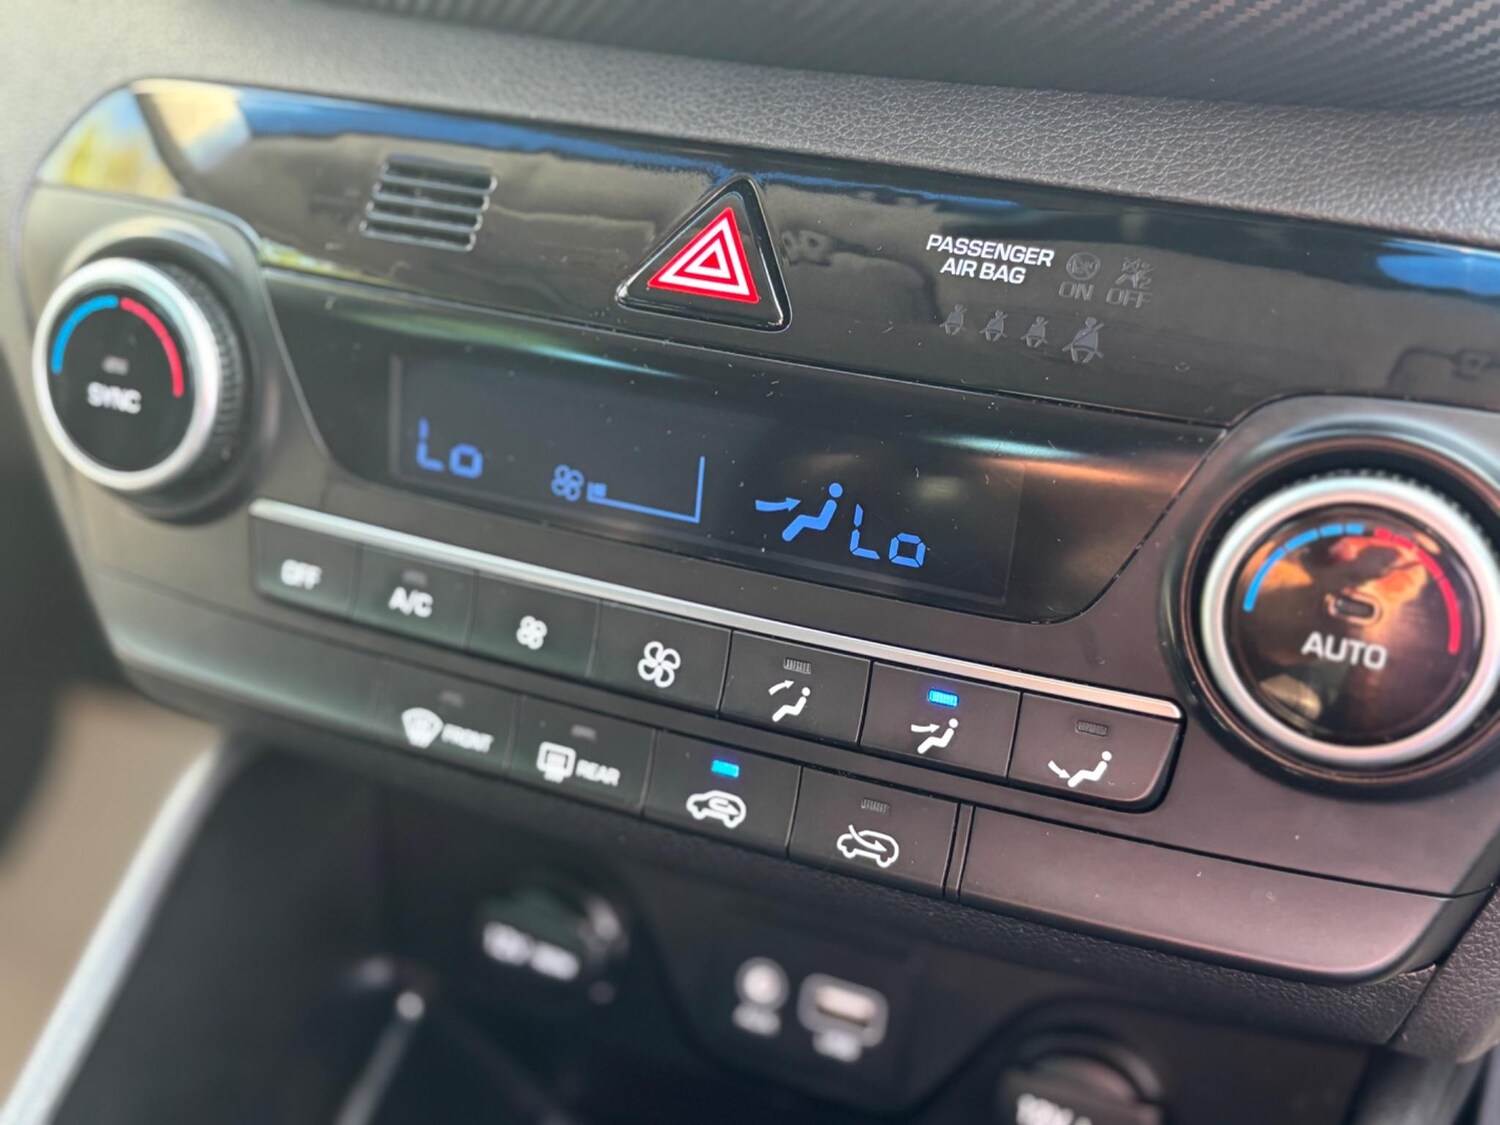 PASSENGER
AIR BAG
ON OFF
SYNC
Lo
Lo
AUTO
OFF
A/C
FRONT
REAR